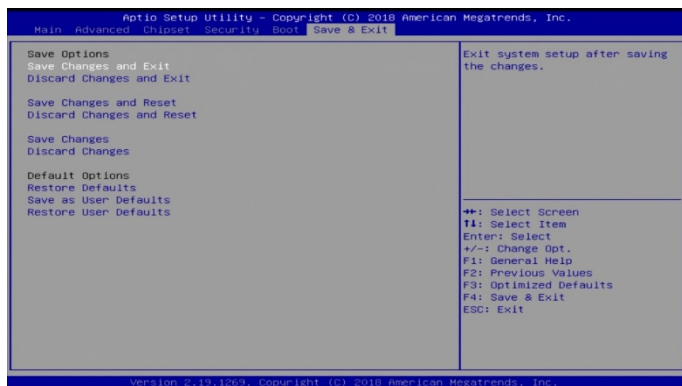 Aptio Setup Utility – Copyright (C) 2018 American Megatrends, Inc.
Main Advanced Chipset Security Boot Save & Exit
Save Options
Save Changes and Exit
Discard Changes and Exit
Save Changes and Reset
Discard Changes and Reset
Save Changes
Discard Changes
Default Options
Restore Defaults
Save as User Defaults
Restore User Defaults
Exit system setup after saving
the changes.
→←: Select Screen
↑↓: Select Item
Enter: Select
+/-: Change Opt.
F1: General Help
F2: Previous Values
F3: Optimized Defaults
F4: Save & Exit
ESC: Exit
Version 2.19.1269. Copyright (C) 2018 American Megatrends, Inc.